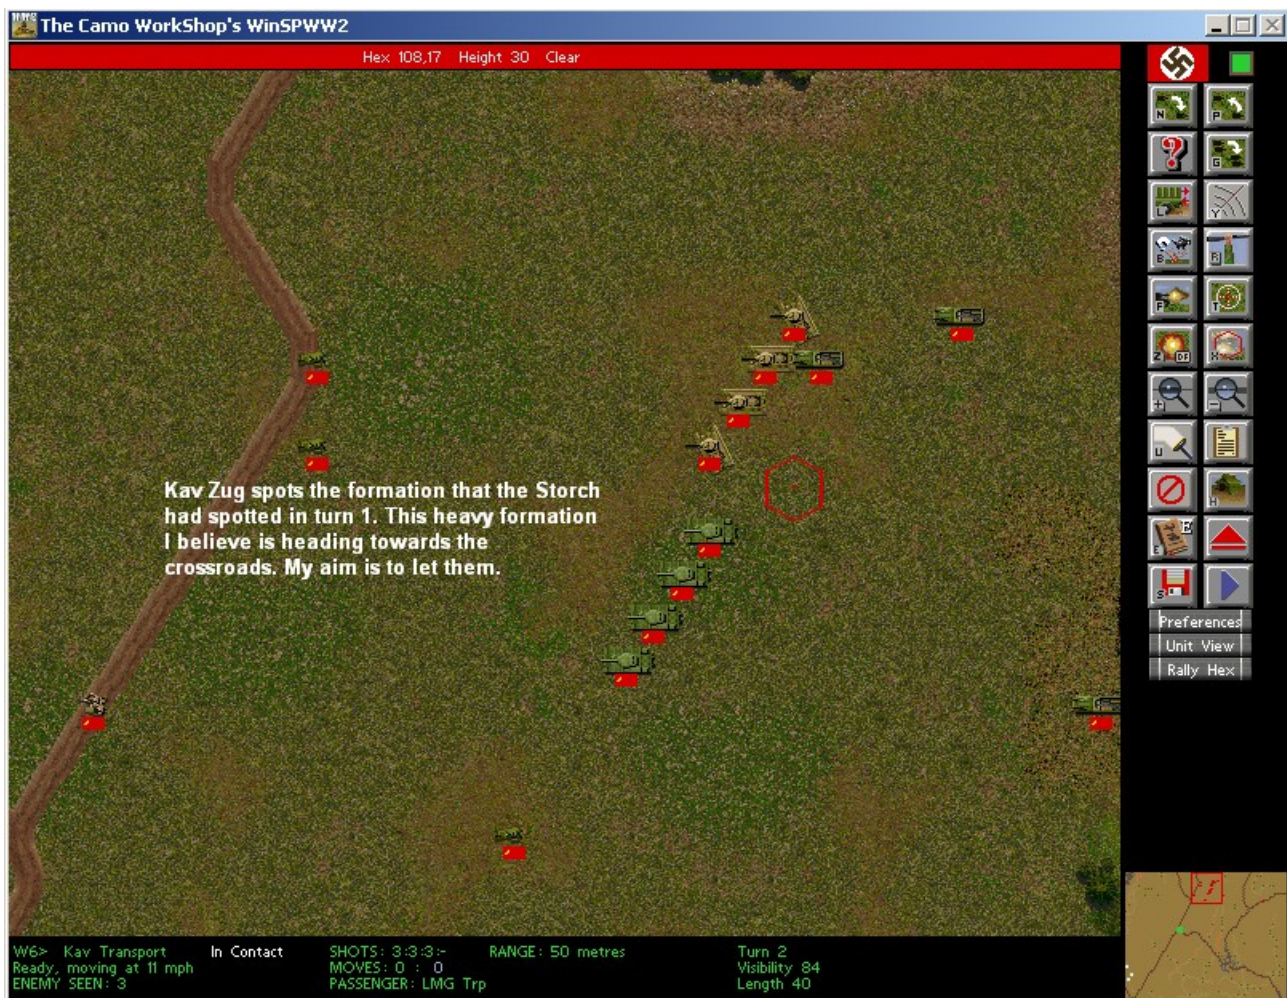 The Camo WorkShop's WinSPWW2
Hex 108,17 Height 30 Clear
N P
? G
L Y
B R
F T
Z DF X
+ -
U
H
E E
S
Kav Zug spots the formation that the Storch
had spotted in turn 1. This heavy formation
I believe is heading towards the
crossroads. My aim is to let them.
Preferences
Unit View
Rally Hex
W6> Kav Transport In Contact SHOTS: 3:3:3:- RANGE: 50 metres Turn 2
Ready, moving at 11 mph MOVES: 0 : 0 Visibility 84
ENEMY SEEN: 3 PASSENGER: LMG Trp Length 40